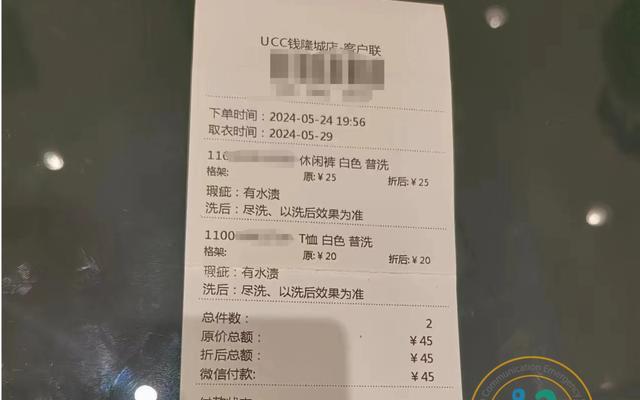 UCC钱隆城店-客户联
下单时间：2024-05-24 19:56
取衣时间：2024-05-29
110 休闲裤 白色 普洗
格架: 原:￥25 折后:￥25
瑕疵：有水渍
洗后：尽洗、以洗后效果为准
1100 T恤 白色 普洗
格架: 原:￥20 折后:￥20
瑕疵：有水渍
洗后：尽洗、以洗后效果为准
总件数： 2
原价总额： ￥45
折后总额： ￥45
微信付款： ￥45
Communication Emergency